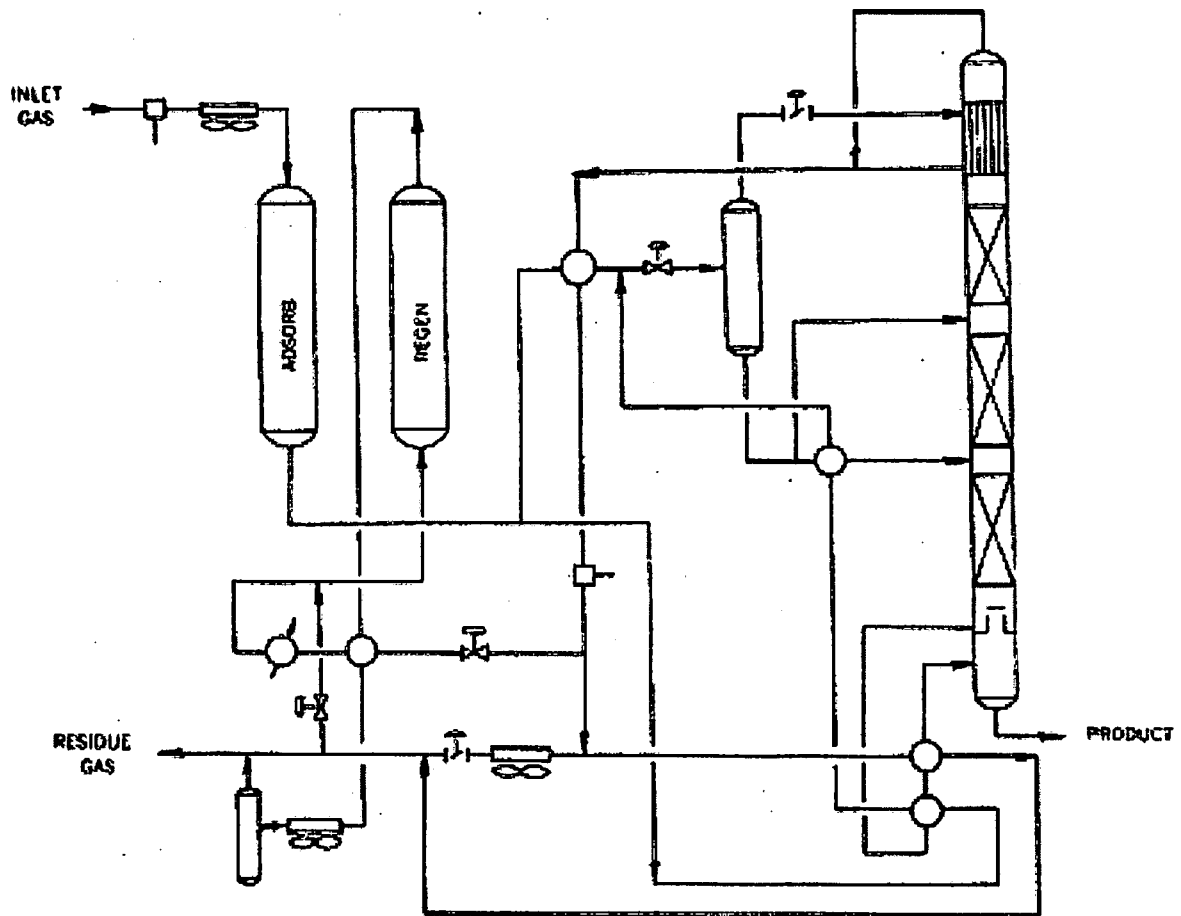 INLET
GAS
ADSORB
REGEN
RESIDUE
GAS
PRODUCT